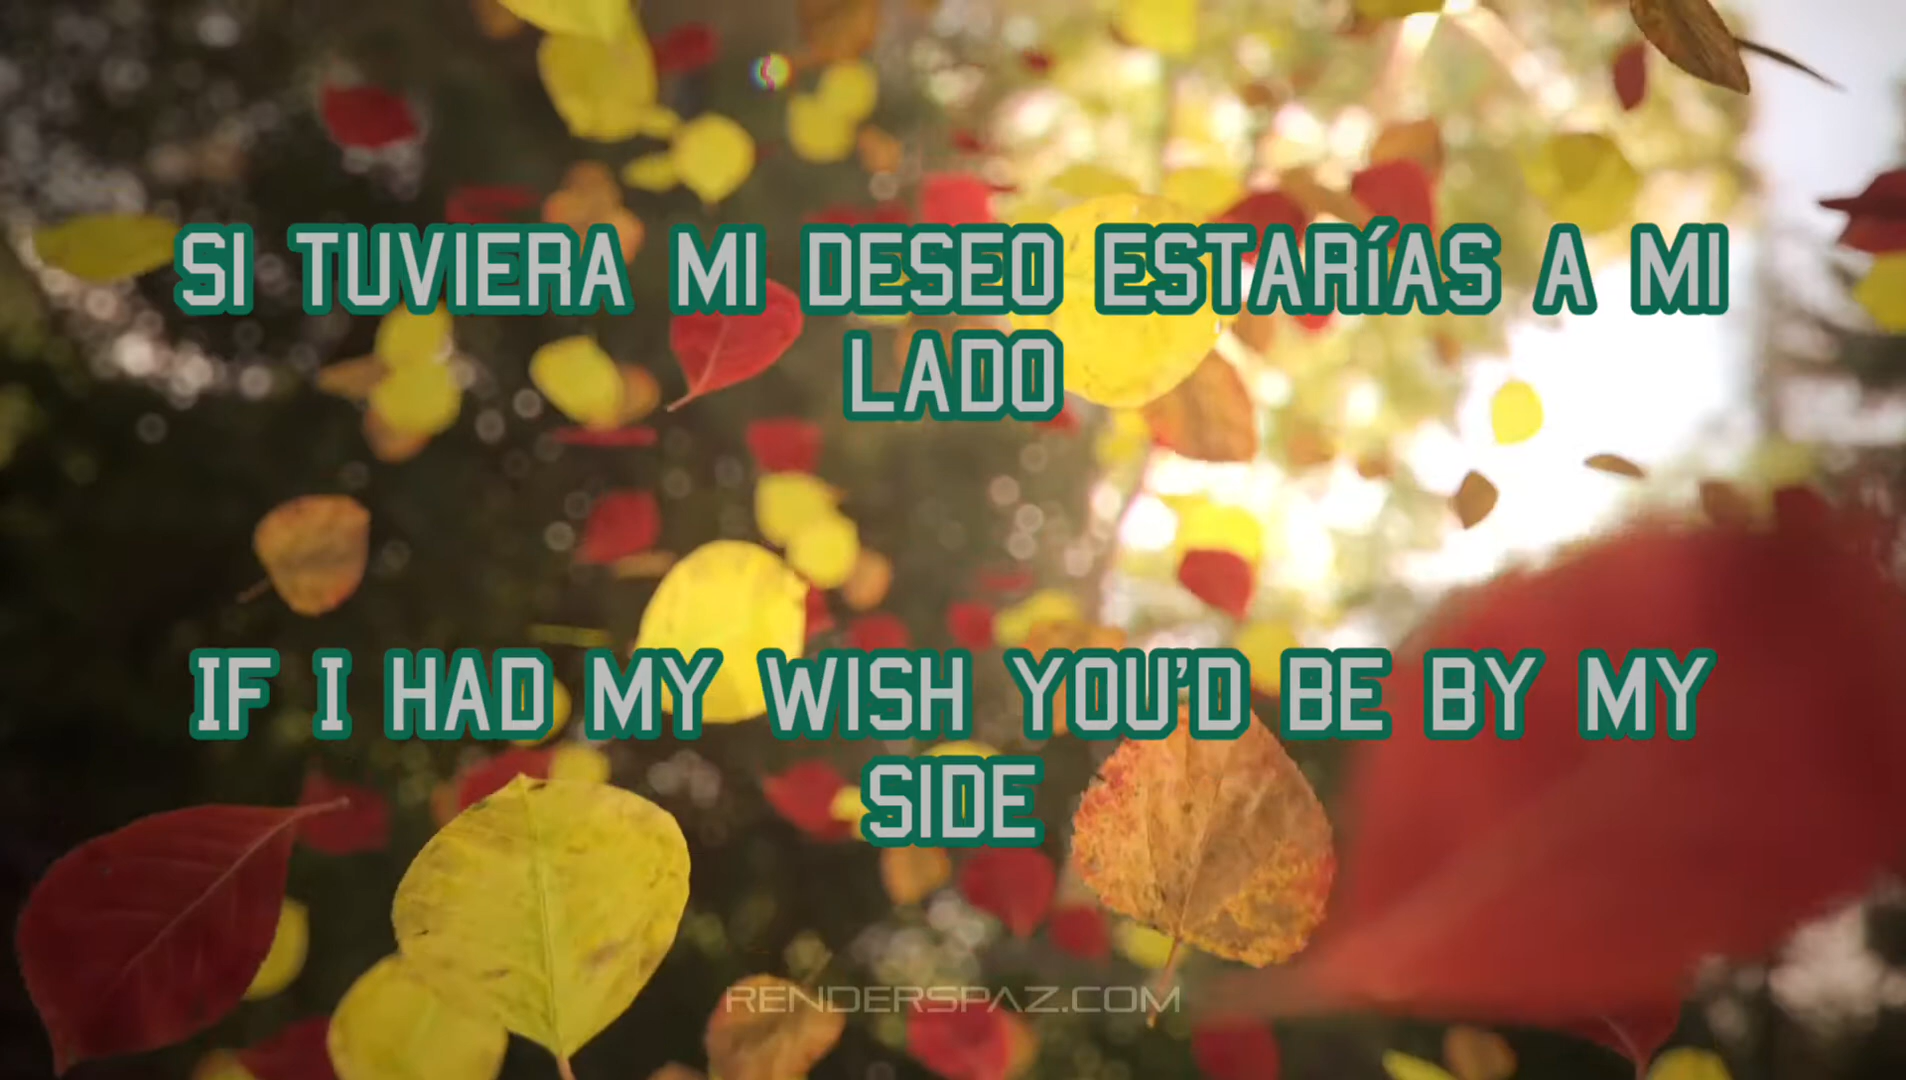 SI TUVIERA MI DESEO ESTARÍAS A MI
LADO
IF I HAD MY WISH YOU'D BE BY MY
SIDE
RENDERSPAZ.COM